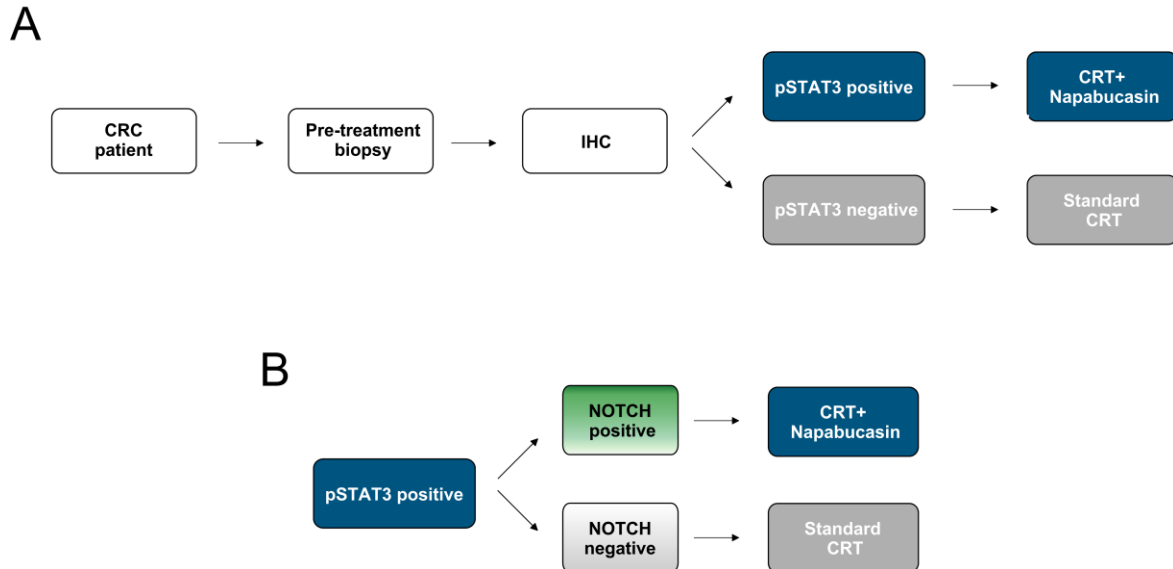 A
CRC
patient
Pre-treatment
biopsy
IHC
pSTAT3 positive
CRT+
Napabucasin
pSTAT3 negative
Standard
CRT
B
pSTAT3 positive
NOTCH
positive
CRT+
Napabucasin
NOTCH
negative
Standard
CRT